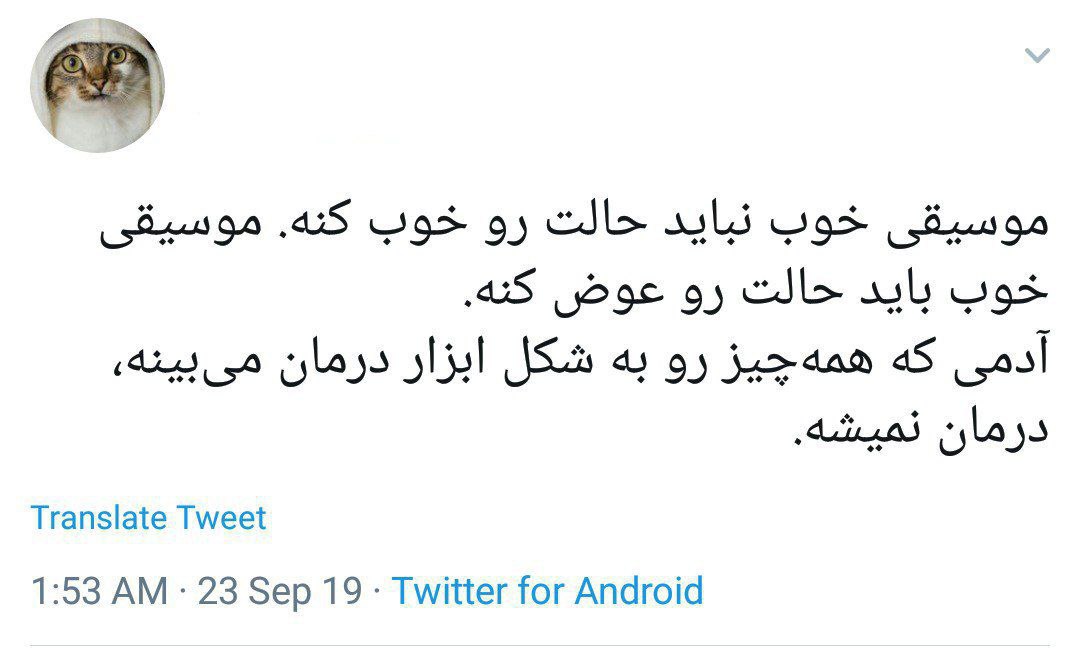 موسیقی خوب نباید حالت رو خوب کنه. موسیقی
خوب باید حالت رو عوض کنه.
آدمی که همه‌چیز رو به شکل ابزار درمان می‌بینه،
درمان نمیشه.
Translate Tweet
1:53 AM · 23 Sep 19 · Twitter for Android